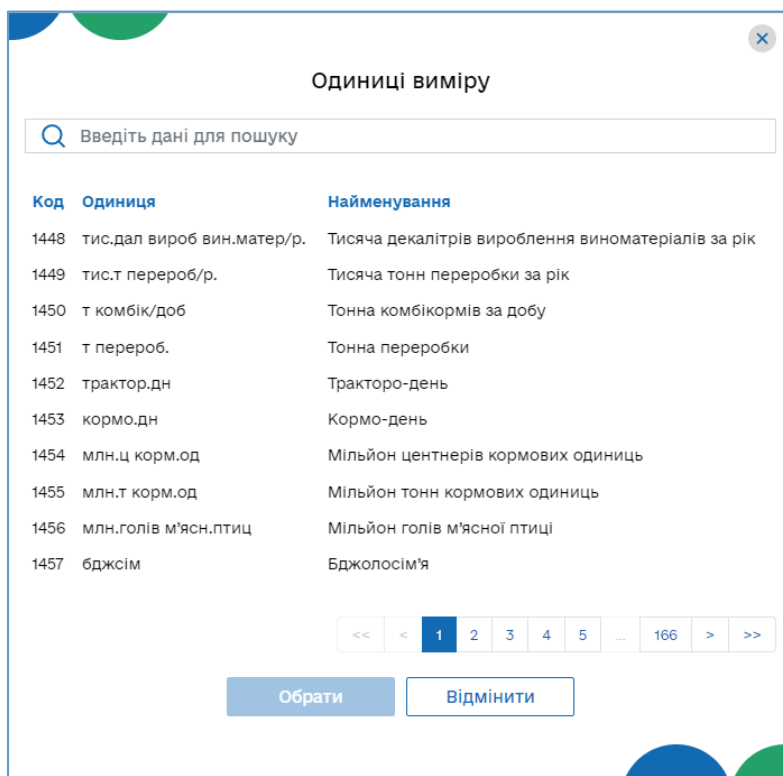 Одиниці виміру
Введіть дані для пошуку
Код Одиниця Найменування
1448 тис.дал вироб вин.матер/р. Тисяча декалітрів вироблення виноматеріалів за рік
1449 тис.т перероб/р. Тисяча тонн переробки за рік
1450 т комбік/доб Тонна комбікормів за добу
1451 т перероб. Тонна переробки
1452 трактор.дн Тракторо-день
1453 кормо.дн Кормо-день
1454 млн.ц корм.од Мільйон центнерів кормових одиниць
1455 млн.т корм.од Мільйон тонн кормових одиниць
1456 млн.голів м'ясн.птиц Мільйон голів м'ясної птиці
1457 бджсім Бджолосім'я
<< < 1 2 3 4 5 ... 166 > >>
Обрати Відмінити